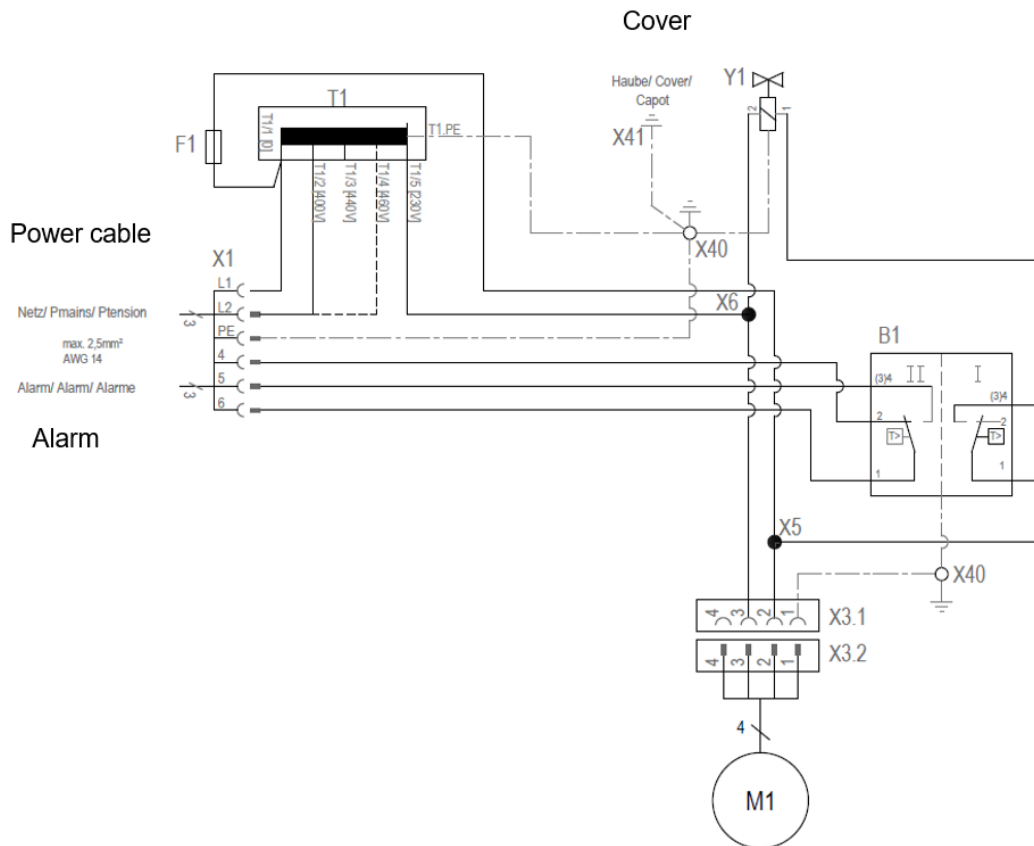 Cover
Haube/ Cover/
Capot
Y1
2
1
T1
T1/1 [0]
T1.PE
X41
F1
T1/2 [400V]
T1/3 [440V]
T1/4 [460V]
T1/5 [230V]
Power cable
X40
X1
L1
X6
Netz/ Pmains/ Ptension
3
L2
PE
B1
max. 2,5mm²
AWG 14
4
II
I
Alarm/ Alarm/ Alarme
3
5
(3)4
(3)4
6
2
T>
T>
2
Alarm
1
1
X5
X40
4
3
2
1
X3.1
4
3
2
1
X3.2
4
M1